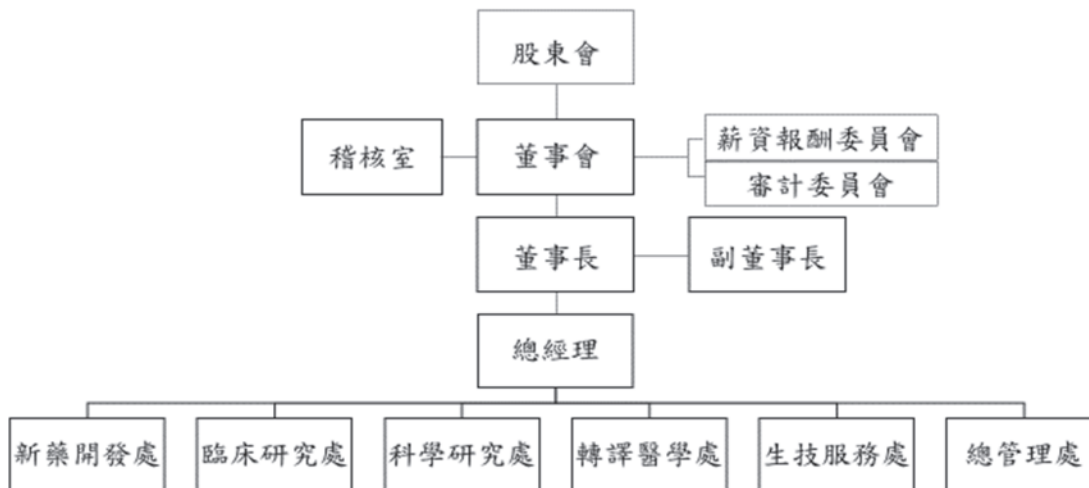 股東會
稽核室
董事會
薪資報酬委員會
審計委員會
董事長
副董事長
總經理
新藥開發處
臨床研究處
科學研究處
轉譯醫學處
生技服務處
總管理處